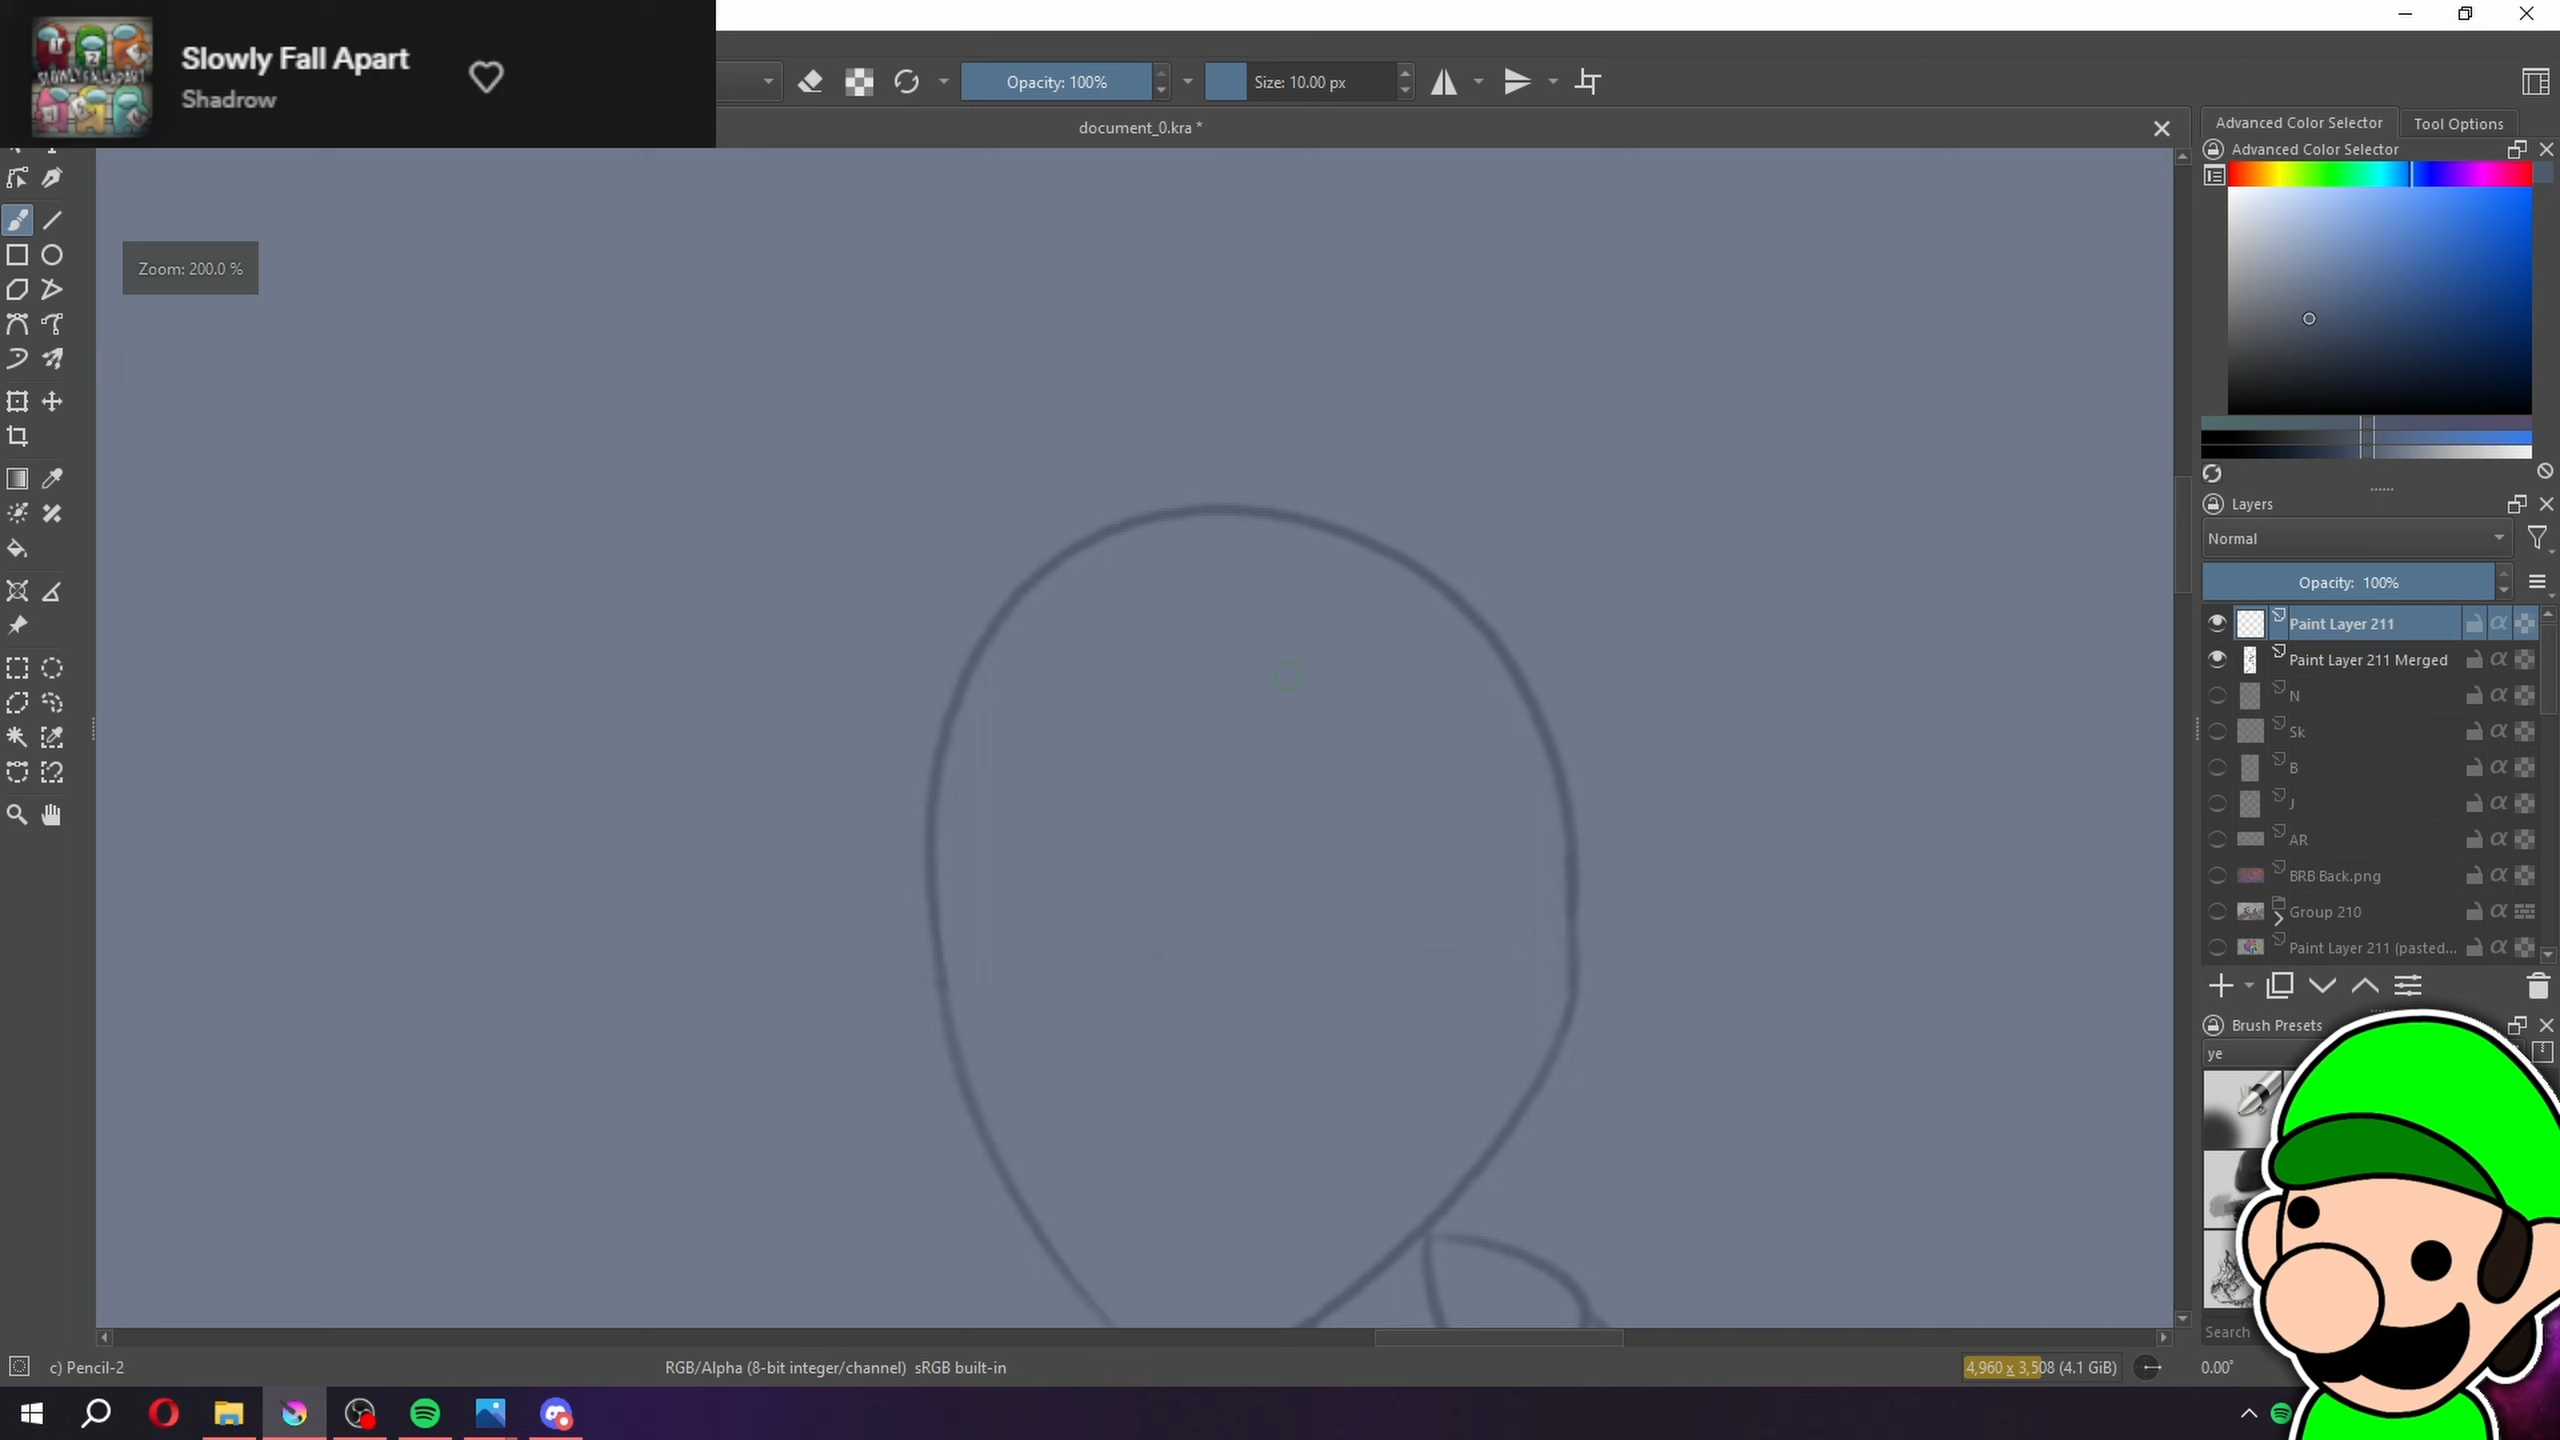 Slowly Fall Apart
Shadrow
Opacity: 100%
Size: 10.00 px
document_0.kra *
Zoom: 200.0 %
Advanced Color Selector
Tool Options
Advanced Color Selector
Layers
Normal
Opacity: 100%
Paint Layer 211
Paint Layer 211 Merged
N
Sk
B
J
AR
BRB Back.png
Group 210
Paint Layer 211 (pasted...
Brush Presets
ye
Search
c) Pencil-2
RGB/Alpha (8-bit integer/channel) sRGB built-in
4,960 x 3,508 (4.1 GiB)
0.00°